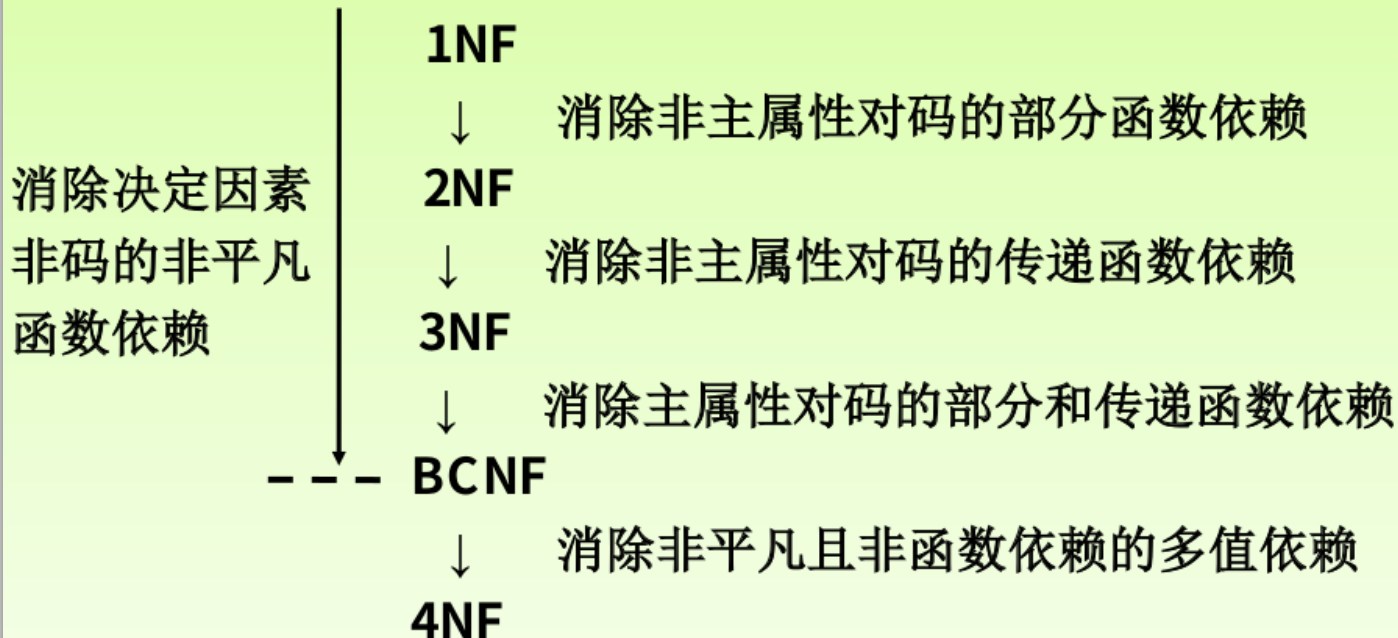 1NF
↓ 消除非主属性对码的部分函数依赖
消除决定因素 2NF
非码的非平凡 ↓ 消除非主属性对码的传递函数依赖
函数依赖 3NF
↓ 消除主属性对码的部分和传递函数依赖
--- BCNF
↓ 消除非平凡且非函数依赖的多值依赖
4NF